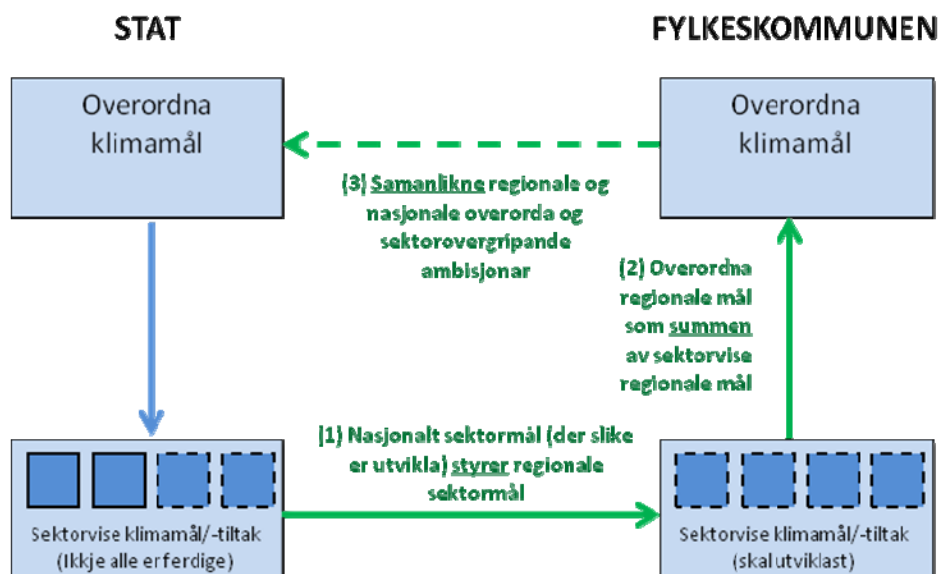 STAT
FYLKESKOMMUNEN
Overordna
klimamål
Overordna
klimamål
(3) Samanlikne regionale og
nasjonale overorda og
sektorovergripande
ambisjonar
(2) Overordna
regionale mål
som summen
av sektorvise
regionale mål
(1) Nasjonalt sektormål (der slike
er utvikla) styrer regionale
sektormål
Sektorvise klimamål/-tiltak
(Ikkje alle er ferdige)
Sektorvise klimamål/-tiltak
(skal utviklast)